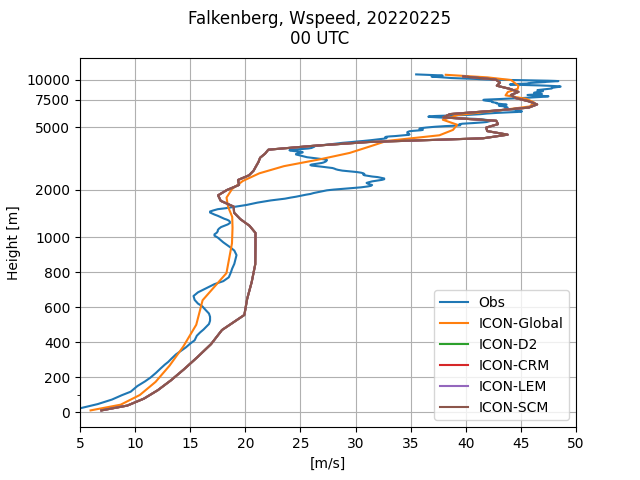 Falkenberg, Wspeed, 20220225
00 UTC
10000
7500
5000
2000
1000
800
600
400
200
0
Height [m]
Obs
ICON-Global
ICON-D2
ICON-CRM
ICON-LEM
ICON-SCM
5 10 15 20 25 30 35 40 45 50
[m/s]